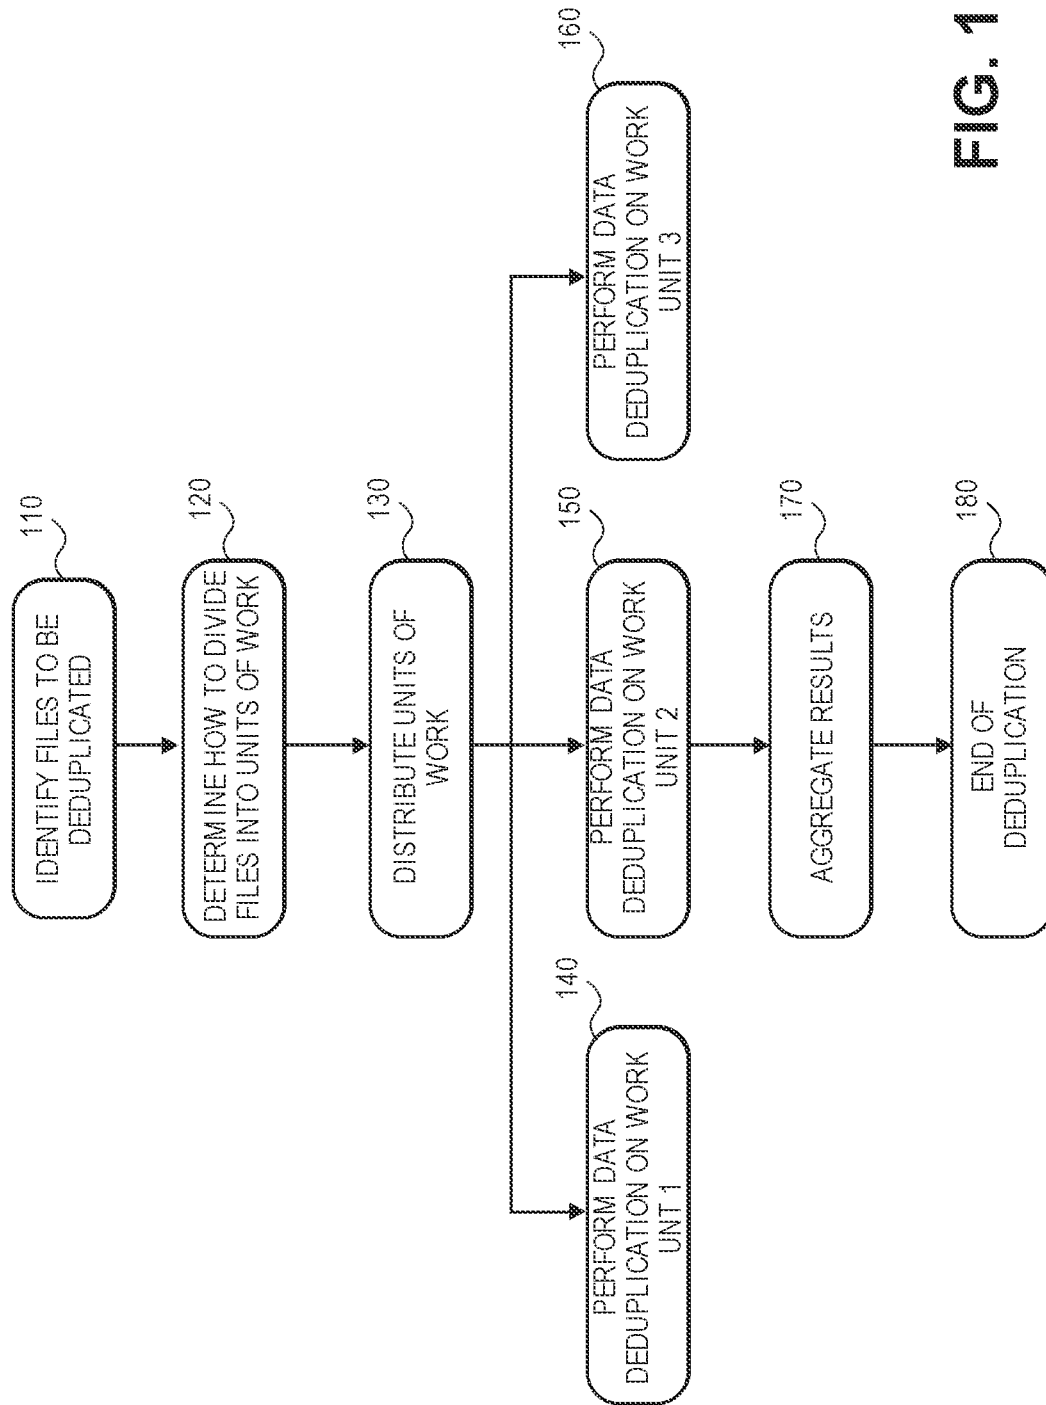 110
IDENTIFY FILES TO BE
DEDUPLICATED
120
DETERMINE HOW TO DIVIDE
FILES INTO UNITS OF WORK
130
DISTRIBUTE UNITS OF
WORK
140
PERFORM DATA
DEDUPLICATION ON WORK
UNT 1
150
PERFORM DATA
DEDUPLICATION ON WORK
UNIT 2
160
PERFORM DATA
DEDUPLICATION ON WORK
UNIT 3
170
AGGREGATE RESULTS
180
END OF
DEDUPLICATION
FIG. 1